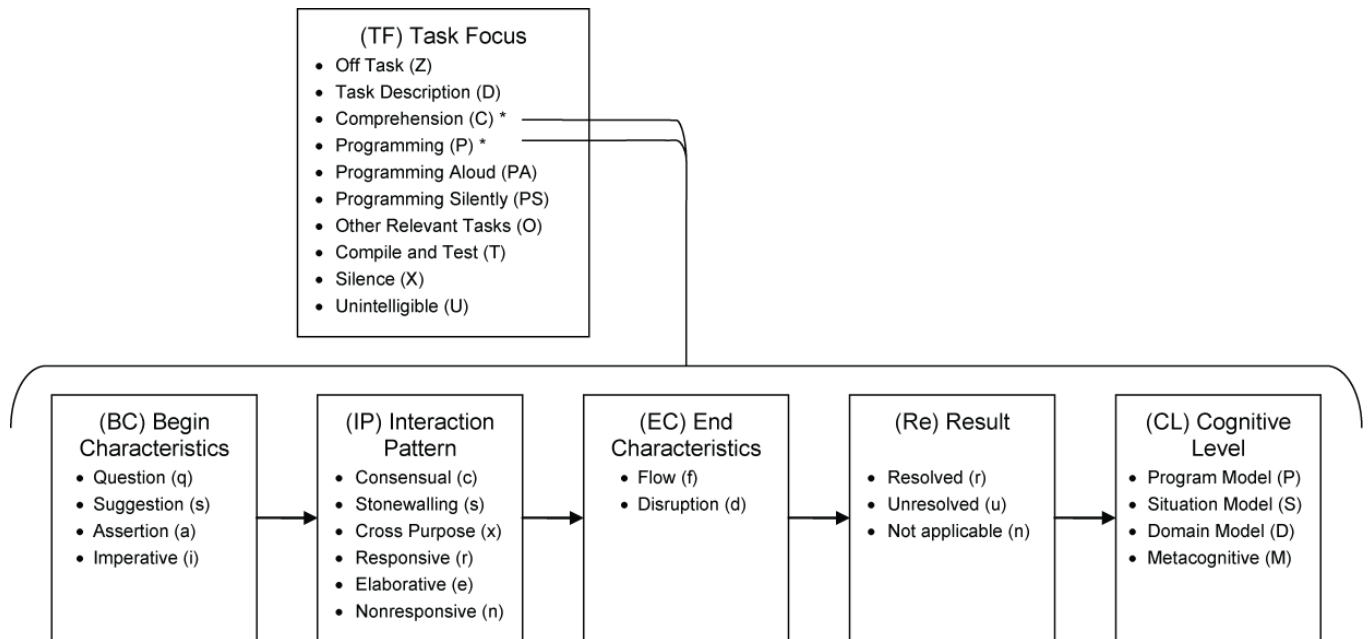 (TF) Task Focus
• Off Task (Z)
• Task Description (D)
• Comprehension (C) *
• Programming (P) *
• Programming Aloud (PA)
• Programming Silently (PS)
• Other Relevant Tasks (O)
• Compile and Test (T)
• Silence (X)
• Unintelligible (U)
(BC) Begin
Characteristics
• Question (q)
• Suggestion (s)
• Assertion (a)
• Imperative (i)
(IP) Interaction
Pattern
• Consensual (c)
• Stonewalling (s)
• Cross Purpose (x)
• Responsive (r)
• Elaborative (e)
• Nonresponsive (n)
(EC) End
Characteristics
• Flow (f)
• Disruption (d)
(Re) Result
• Resolved (r)
• Unresolved (u)
• Not applicable (n)
(CL) Cognitive
Level
• Program Model (P)
• Situation Model (S)
• Domain Model (D)
• Metacognitive (M)